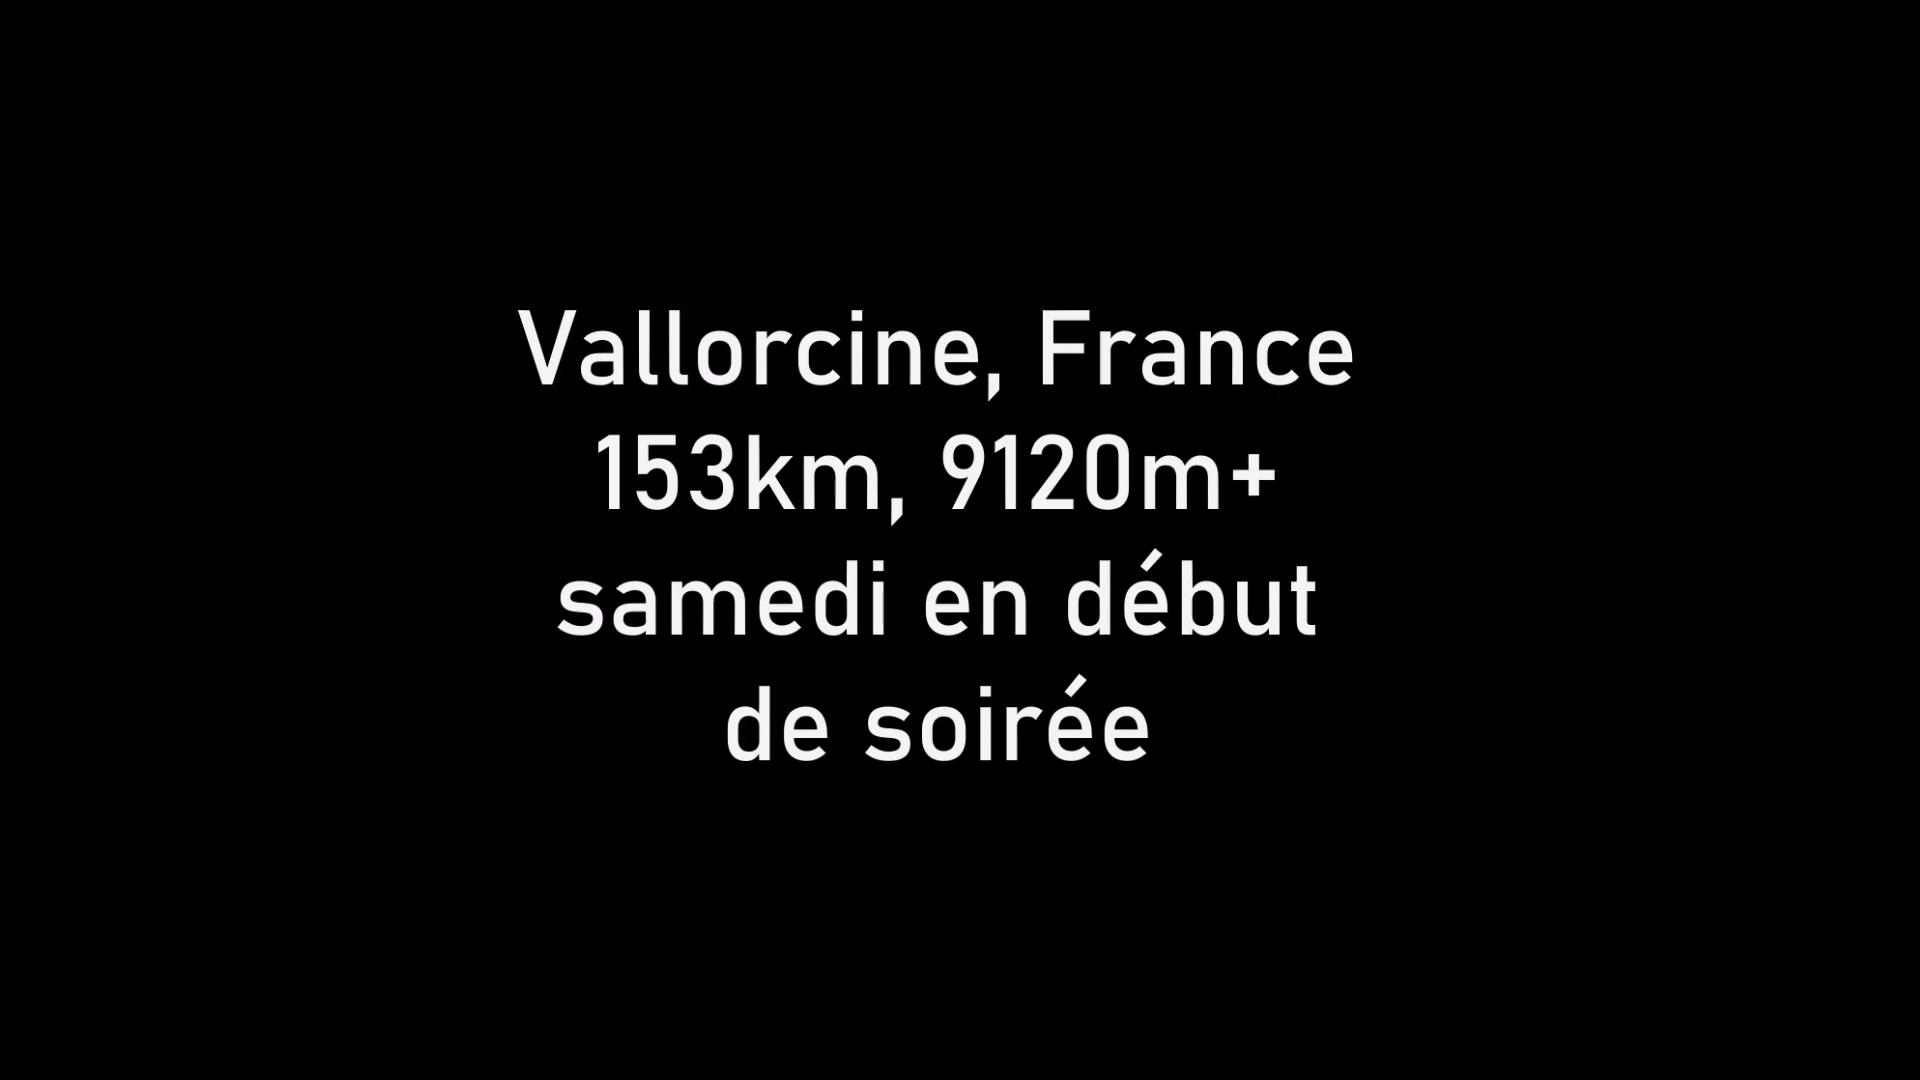 Vallorcine, France
153km, 9120m+
samedi en début
de soirée